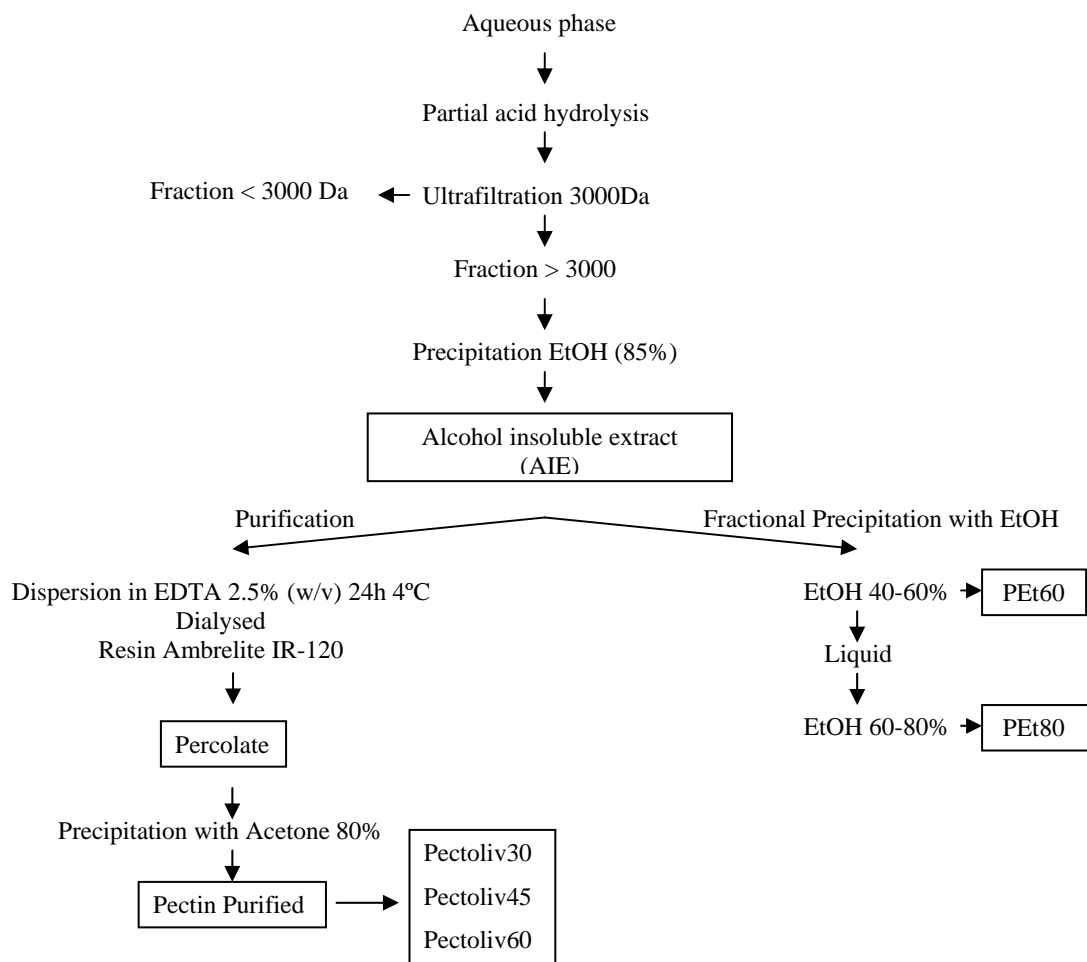 Aqueous phase
Partial acid hydrolysis
Fraction < 3000 Da
Ultrafiltration 3000Da
Fraction > 3000
Precipitation EtOH (85%)
Alcohol insoluble extract
(AIE)
Purification
Fractional Precipitation with EtOH
Dispersion in EDTA 2.5% (w/v) 24h 4ºC
Dialysed
Resin Ambrelite IR-120
EtOH 40-60%
PEt60
Liquid
EtOH 60-80%
PEt80
Percolate
Precipitation with Acetone 80%
Pectin Purified
Pectoliv30
Pectoliv45
Pectoliv60